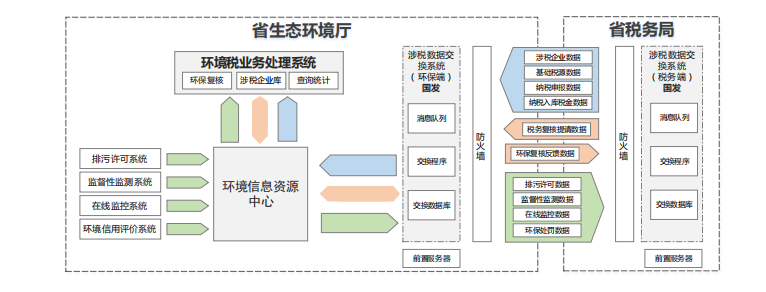 省生态环境厅
省税务局
环境税业务处理系统
环保复核
涉税企业库
查询统计
排污许可系统
监督性监测系统
在线监控系统
环境信用评价系统
环境信息资源
中心
涉税数据交
换系统
（环保端）
国发
消息队列
交换程序
交换数据库
前置服务器
防火墙
涉税企业数据
基础税源数据
纳税申报数据
纳税入库税金数据
税务复核提请数据
环保复核反馈数据
排污许可数据
监督性监测数据
在线监控数据
环保处罚数据
防火墙
涉税数据交
换系统
（税务端）
国发
消息队列
交换程序
交换数据库
前置服务器